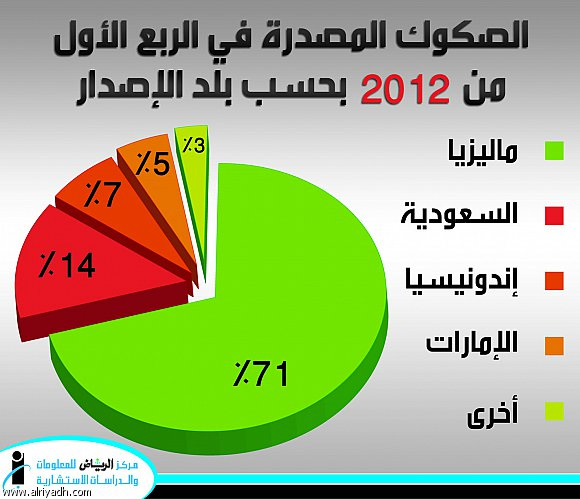 الصكوك المصدرة في الربع الأول
من 2012 بحسب بلد الإصدار
ماليزيا
السعودية
إندونيسيا
الإمارات
أخرى
٪3
٪5
٪7
٪14
٪71
مركز الرياض للمعلومات
والدراسات الاستشارية
www.alriyadh.com